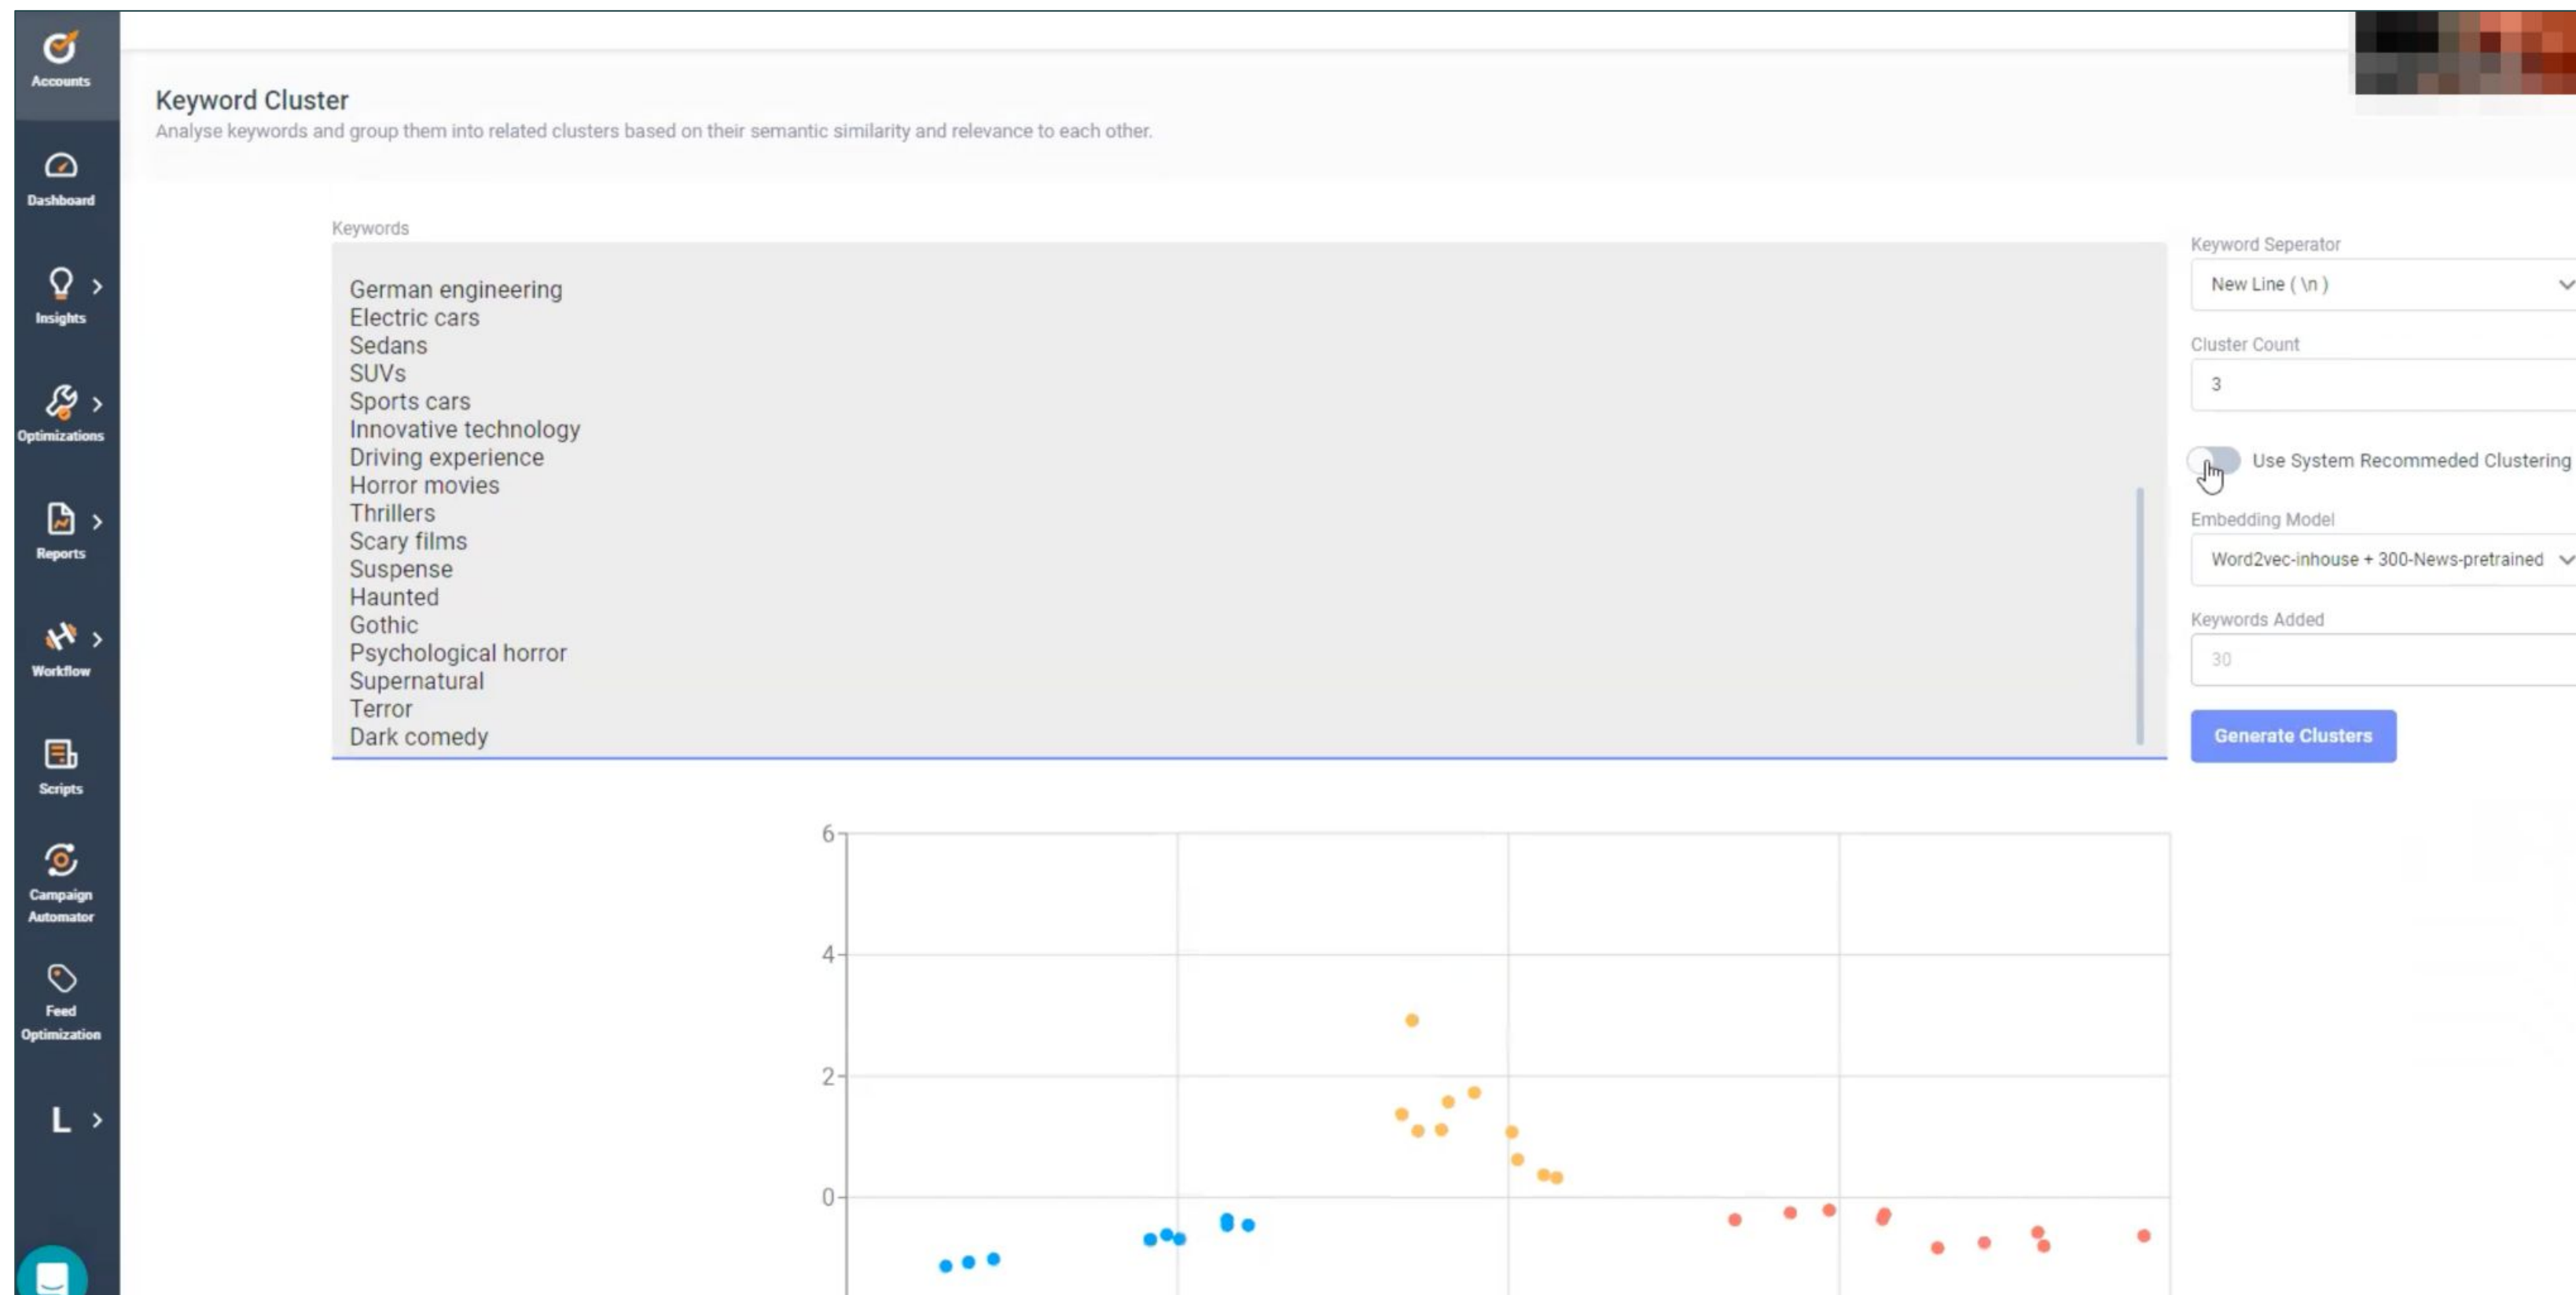 Accounts
Dashboard
Insights
Optimizations
Reports
Workflow
Scripts
Campaign
Automator
Feed
Optimization
L
Keyword Cluster
Analyse keywords and group them into related clusters based on their semantic similarity and relevance to each other.
Keywords
German engineering
Electric cars
Sedans
SUVs
Sports cars
Innovative technology
Driving experience
Horror movies
Thrillers
Scary films
Suspense
Haunted
Gothic
Psychological horror
Supernatural
Terror
Dark comedy
Keyword Seperator
New Line ( \n )
Cluster Count
3
Use System Recommeded Clustering
Embedding Model
Word2vec-inhouse + 300-News-pretrained
Keywords Added
30
Generate Clusters
6
4
2
0